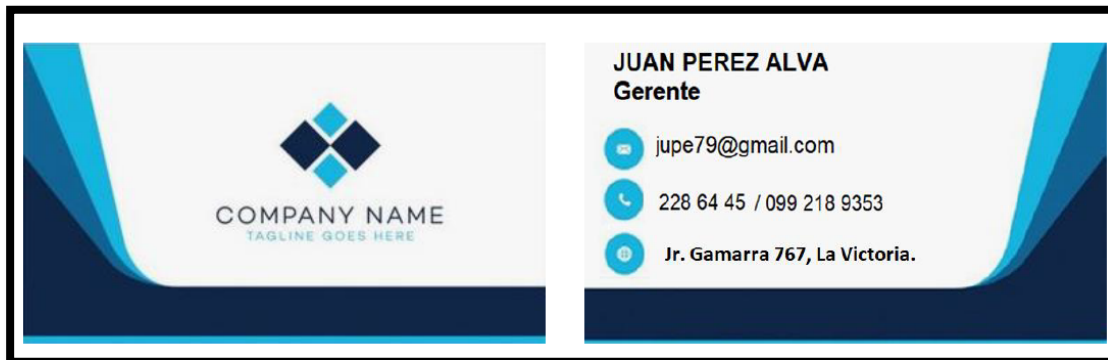 COMPANY NAME
TAGLINE GOES HERE
JUAN PEREZ ALVA
Gerente
jupe79@gmail.com
228 64 45 / 099 218 9353
Jr. Gamarra 767, La Victoria.